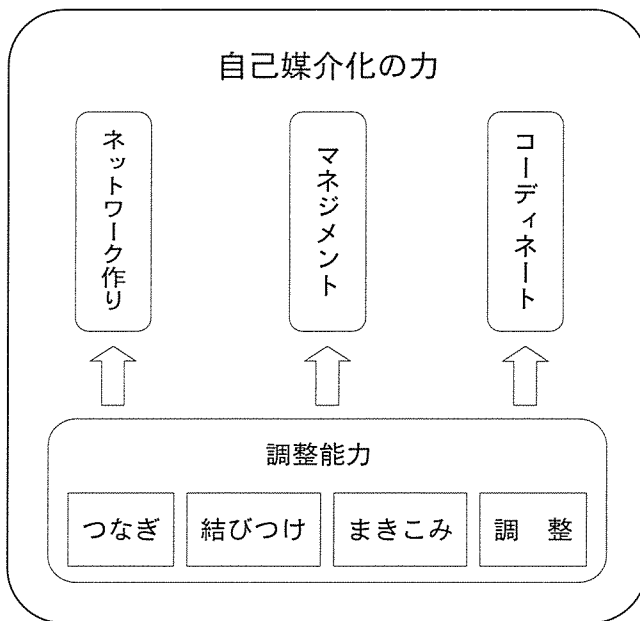 自己媒介化の力
ネットワーク作り
マネジメント
コーディネート
調整能力
つなぎ
結びつけ
まきこみ
調　整